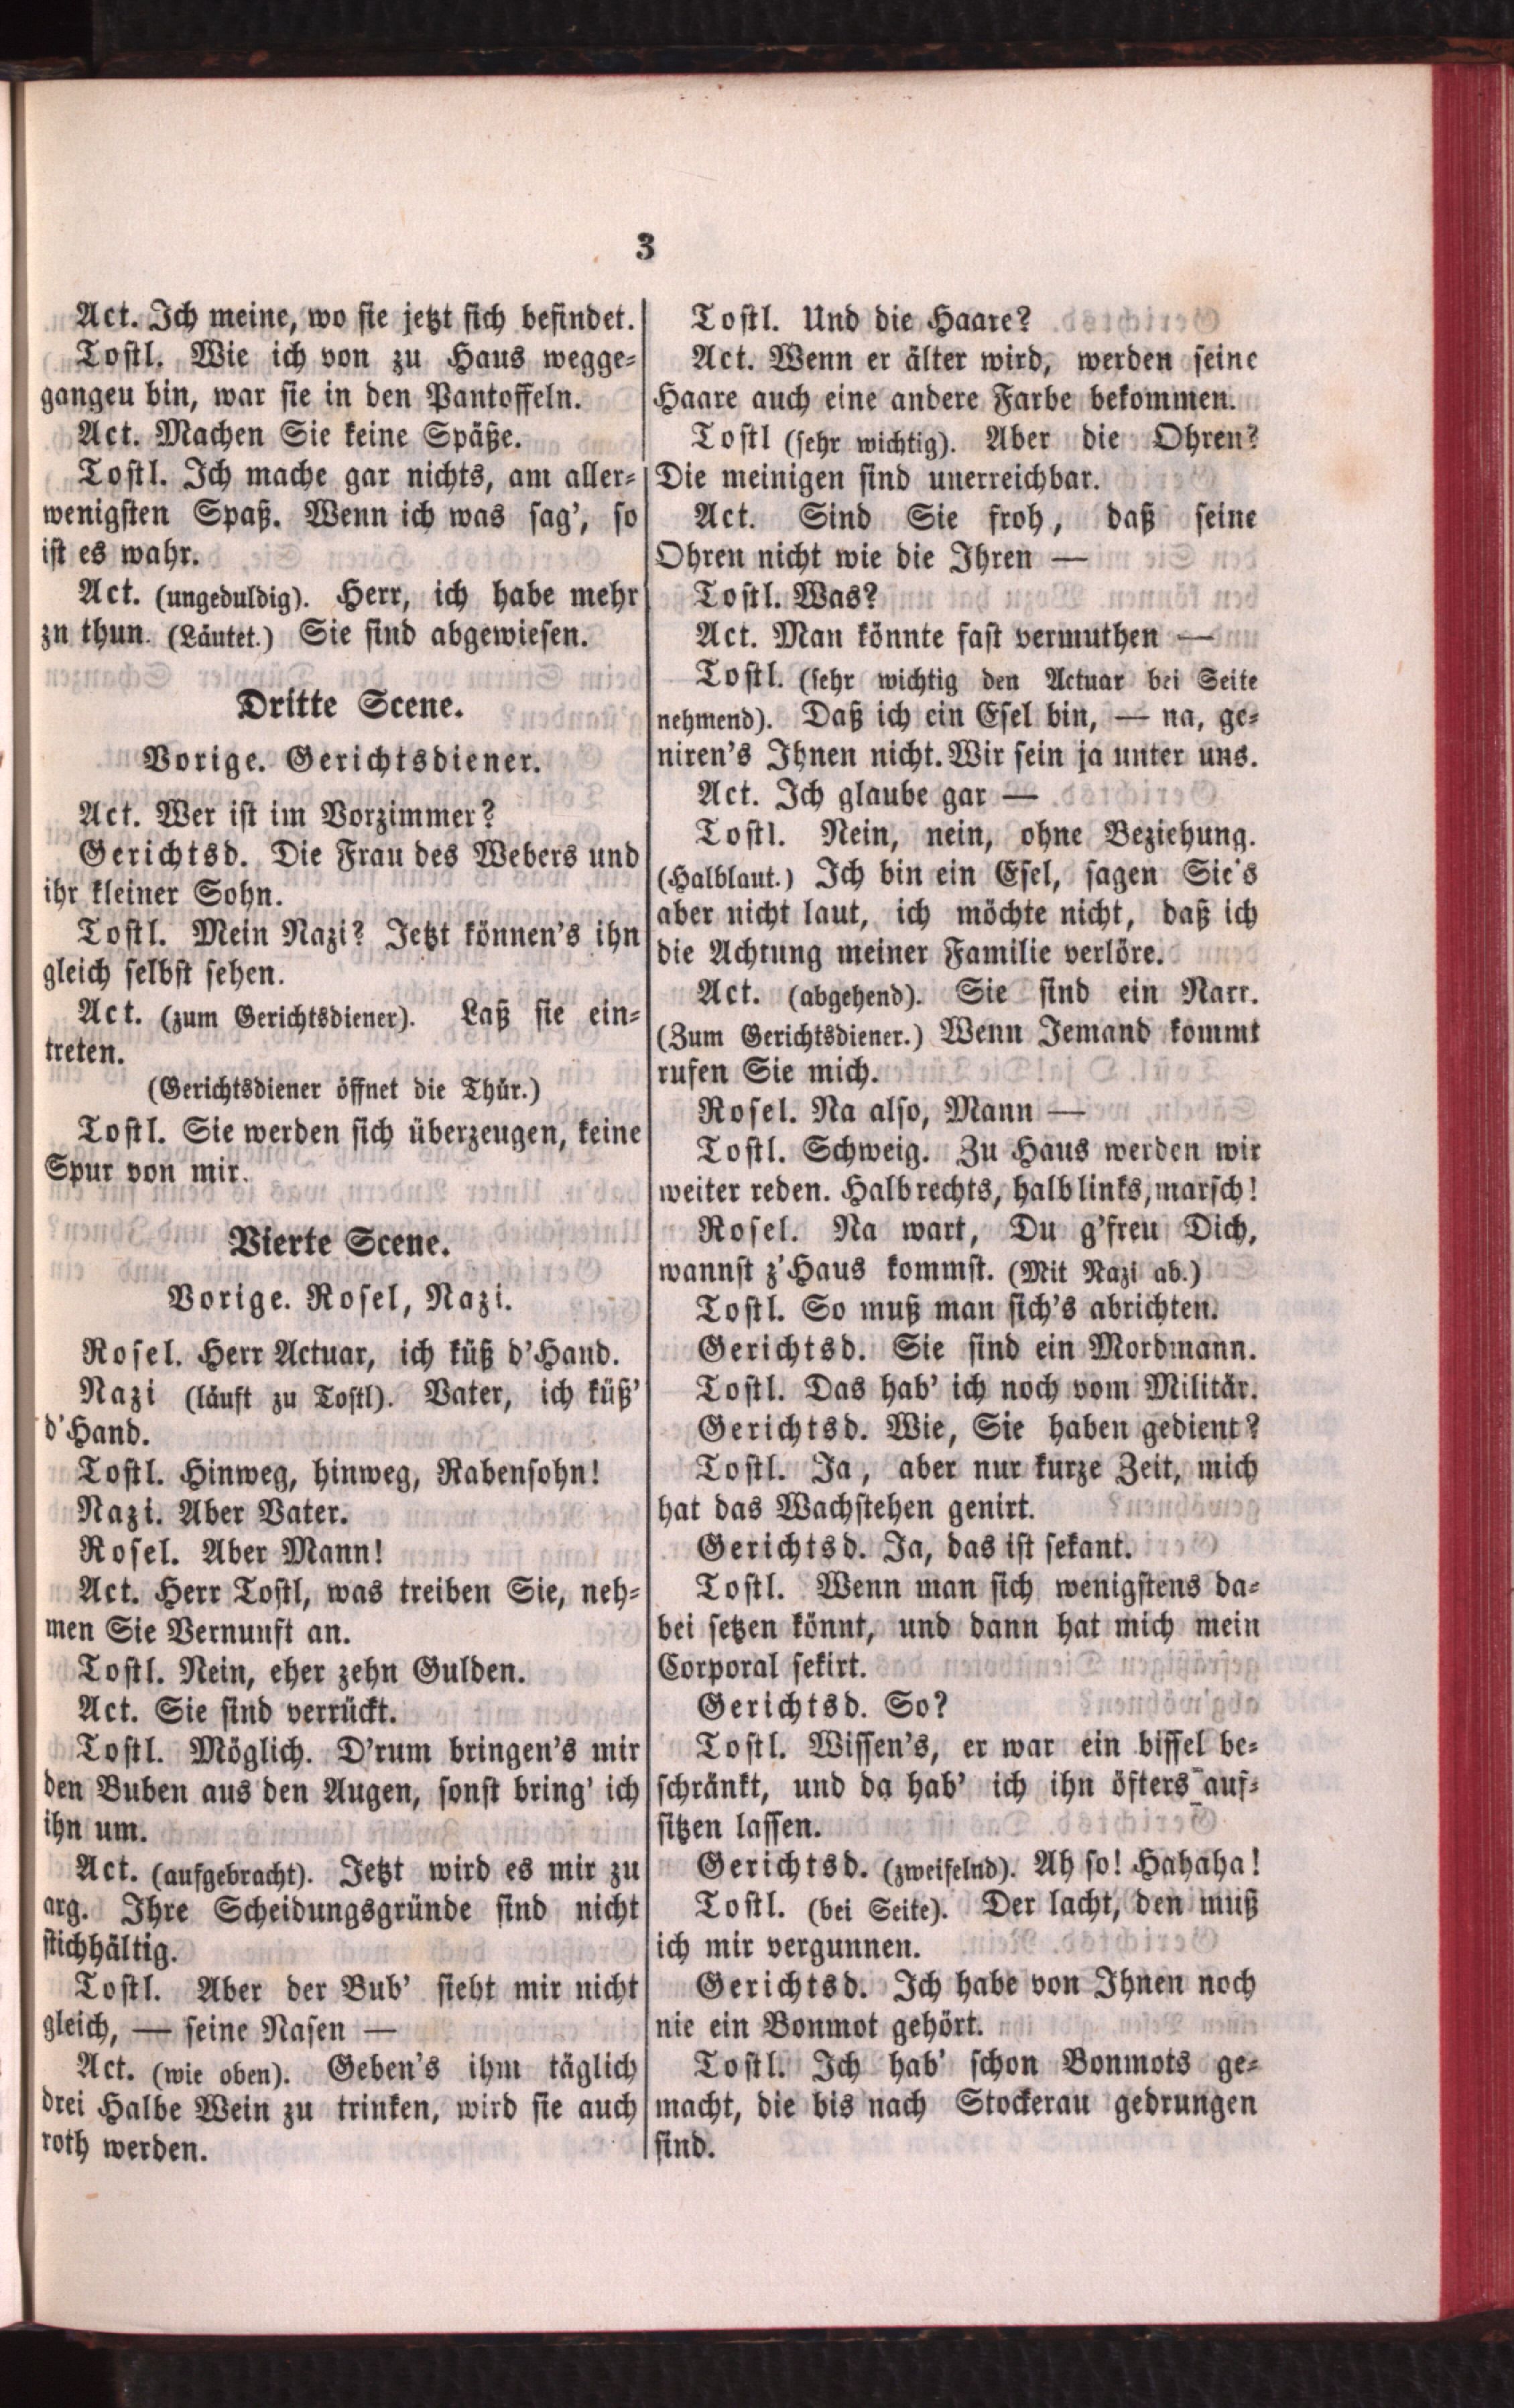 3
Act. Ich meine, wo sie jetzt sich befindet.
Tostl. Wie ich von zu Haus wegge-
gangeu bin, war sie in den Pantoffeln.
Act. Machen Sie keine Späße.
Tostl. Ich mache gar nichts, am aller-
wenigsten Spaß. Wenn ich was sag', so
ist es wahr.
Act. (ungeduldig). Herr, ich habe mehr
zn thun. (Läutet.) Sie sind abgewiesen.
Dritte Scene.
Vorige. Gerichtsdiener.
Act. Wer ist im Vorzimmer?
Gerichtsd. Die Frau des Webers und
ihr kleiner Sohn.
Tostl. Mein Nazi? Jetzt können's ihn
gleich selbst sehen.
Act. (zum Gerichtsdiener). Laß sie ein-
treten.
(Gerichtsdiener öffnet die Thür.)
Tostl. Sie werden sich überzeugen, keine
Spur von mir.
Vierte Scene.
Vorige. Rosel, Nazi.
Rosel. Herr Actuar, ich küß d'Hand.
Nazi (läuft zu Tostl). Vater, ich küß'
d'Hand.
Tostl. Hinweg, hinweg, Rabensohn!
Nazi. Aber Vater.
Rosel. Aber Mann!
Act. Herr Tostl, was treiben Sie, neh-
men Sie Vernunft an.
Tostl. Nein, eher zehn Gulden.
Act. Sie sind verrückt.
Tostl. Möglich. D'rum bringen's mir
den Buben aus den Augen, sonst bring' ich
ihn um.
Act. (aufgebracht). Jetzt wird es mir zu
arg. Ihre Scheidungsgründe sind nicht
stichhältig.
Tostl. Aber der Bub' sieht mir nicht
gleich, — seine Nasen —
Act. (wie oben). Geben's ihm täglich
drei Halbe Wein zu trinken, wird sie auch
roth werden.
Tostl. Und die Haare?
Act. Wenn er älter wird, werden seine
Haare auch eine andere Farbe bekommen.
Tostl (sehr wichtig). Aber die Ohren?
Die meinigen sind unerreichbar.
Act. Sind Sie froh, daß seine
Ohren nicht wie die Ihren —
Tostl. Was?
Act. Man könnte fast vermuthen —
Tostl. (sehr wichtig den Actuar bei Seite
nehmend). Daß ich ein Esel bin, — na, ge-
niren's Ihnen nicht. Wir sein ja unter uns.
Act. Ich glaube gar —
Tostl. Nein, nein, ohne Beziehung.
(Halblaut.) Ich bin ein Esel, sagen Sie's
aber nicht laut, ich möchte nicht, daß ich
die Achtung meiner Familie verlöre.
Act. (abgehend). Sie sind ein Narr.
(Zum Gerichtsdiener.) Wenn Jemand kommt
rufen Sie mich.
Rosel. Na also, Mann —
Tostl. Schweig. Zu Haus werden wir
weiter reden. Halb rechts, halb links, marsch!
Rosel. Na wart, Du g'freu Dich,
wannst z'Haus kommst. (Mit Nazi ab.)
Tostl. So muß man sich's abrichten.
Gerichtsd. Sie sind ein Mordmann.
Tostl. Das hab' ich noch vom Militär.
Gerichtsd. Wie, Sie haben gedient?
Tostl. Ja, aber nur kurze Zeit, mich
hat das Wachstehen genirt.
Gerichtsd. Ja, das ist sekant.
Tostl. Wenn man sich wenigstens da-
bei setzen könnt, und dann hat mich mein
Corporal sekirt.
Gerichtsd. So?
Tostl. Wissen's, er war ein bissel be-
schränkt, und da hab' ich ihn öfters auf-
sitzen lassen.
Gerichtsd. (zweifelnd). Ah so! Hahaha!
Tostl. (bei Seite). Der lacht, den muß
ich mir vergunnen.
Gerichtsd. Ich habe von Ihnen noch
nie ein Bonmot gehört.
Tostl. Ich hab' schon Bonmots ge-
macht, die bis nach Stockerau gedrungen
sind.